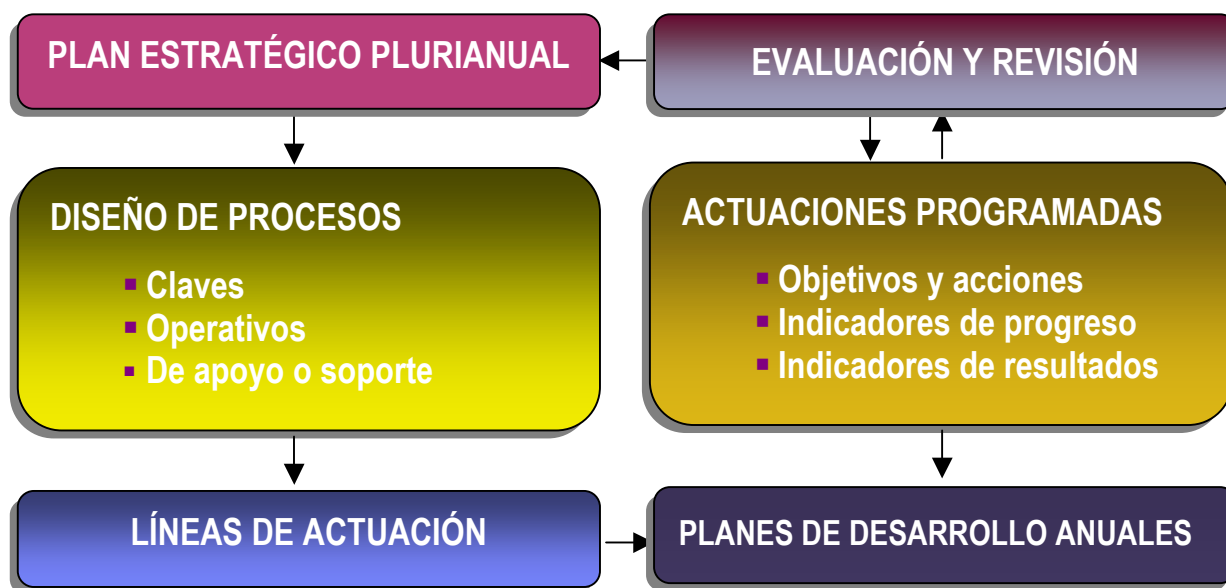 PLAN ESTRATÉGICO PLURIANUAL
EVALUACIÓN Y REVISIÓN
DISEÑO DE PROCESOS
▪ Claves
▪ Operativos
▪ De apoyo o soporte
ACTUACIONES PROGRAMADAS
▪ Objetivos y acciones
▪ Indicadores de progreso
▪ Indicadores de resultados
LÍNEAS DE ACTUACIÓN
PLANES DE DESARROLLO ANUALES